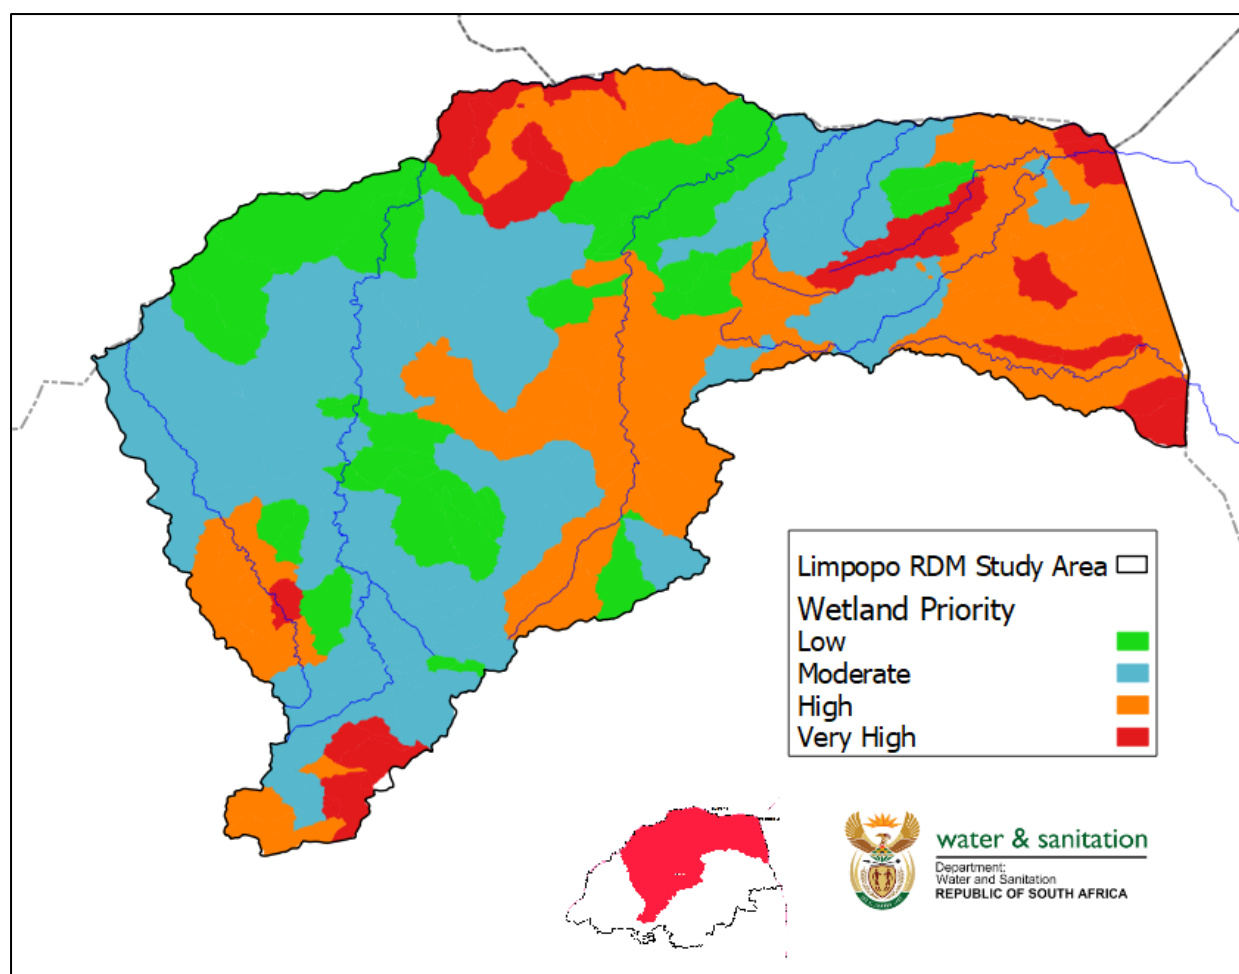 Limpopo RDM Study Area
Wetland Priority
Low
Moderate
High
Very High
water & sanitation
Department:
Water and Sanitation
REPUBLIC OF SOUTH AFRICA